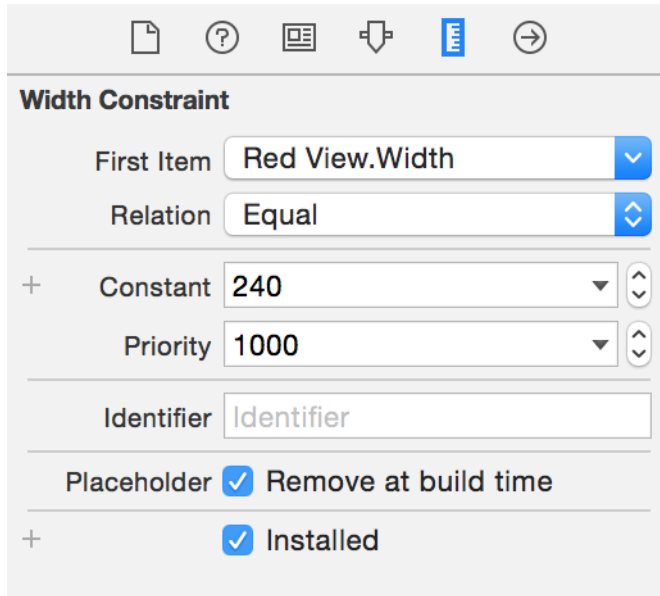 Width Constraint
First Item Red View.Width
Relation Equal
Constant 240
Priority 1000
Identifier Identifier
Placeholder Remove at build time
Installed